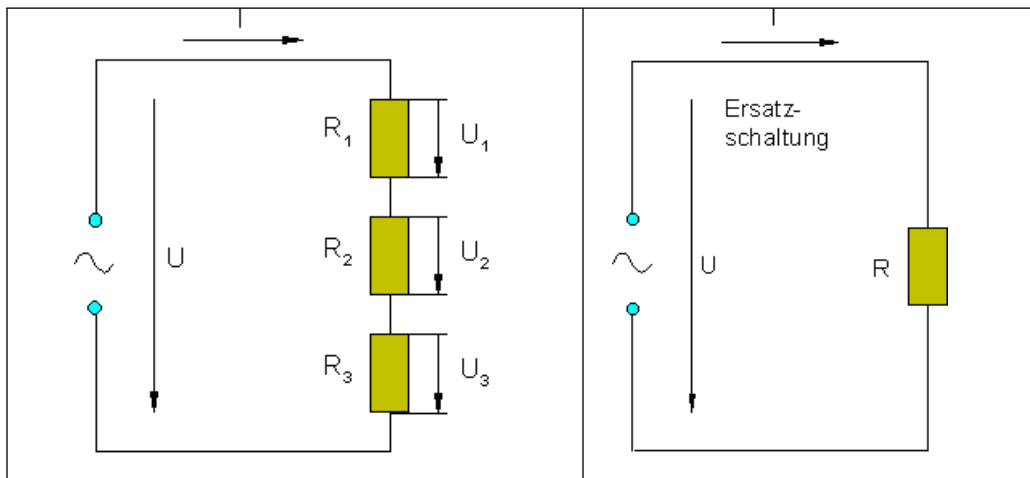 I
R1
U1
U
R2
U2
R3
U3
I
Ersatz-
schaltung
U
R